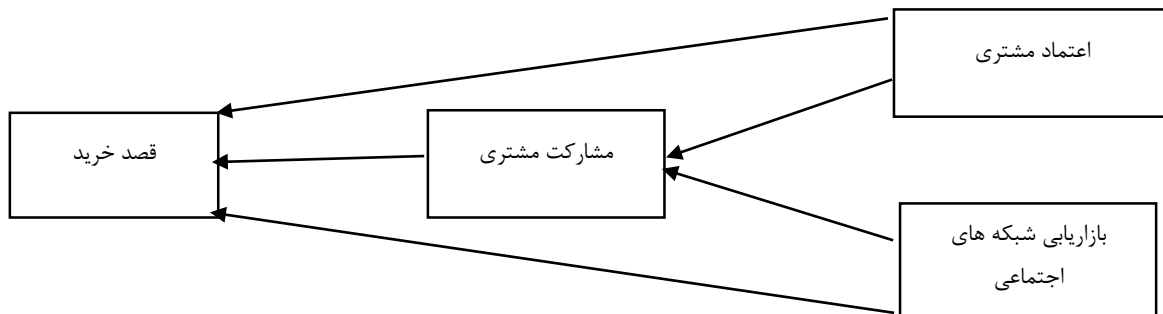 اعتماد مشتری
مشارکت مشتری
قصد خرید
بازاریابی شبکه های
اجتماعی